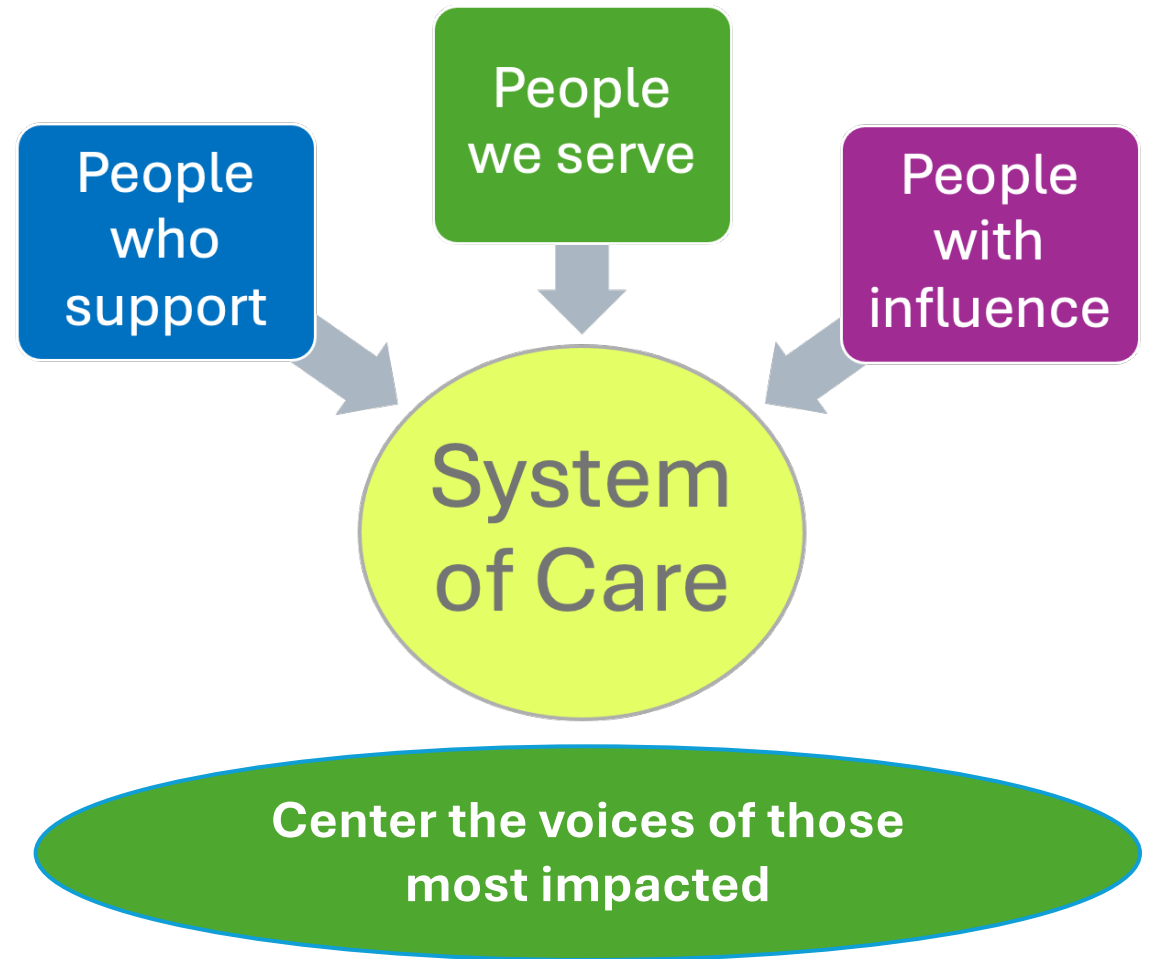 People
we serve
People
who
support
People
with
influence
System
of Care
Center the voices of those
most impacted